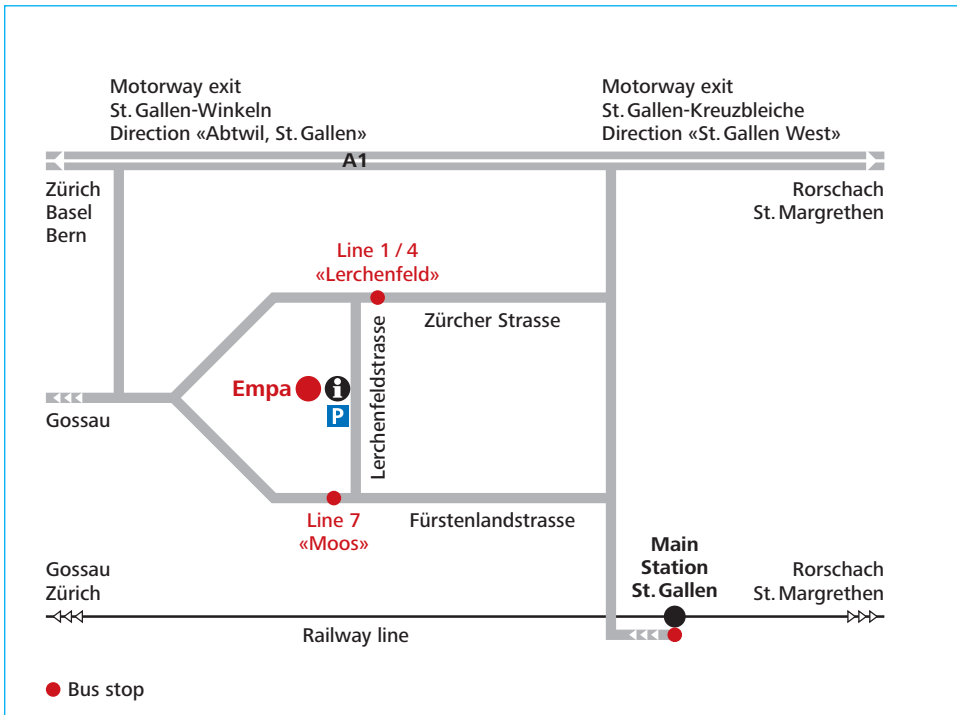 Motorway exit
St. Gallen-Winkeln
Direction «Abtwil, St. Gallen»
Motorway exit
St. Gallen-Kreuzbleiche
Direction «St. Gallen West»
A1
Zürich
Basel
Bern
Rorschach
St. Margrethen
Line 1 / 4
«Lerchenfeld»
Zürcher Strasse
Lerchenfeldstrasse
Empa
i
P
Gossau
Line 7
«Moos»
Fürstenlandstrasse
Main
Station
St. Gallen
Gossau
Zürich
Rorschach
St. Margrethen
Railway line
Bus stop